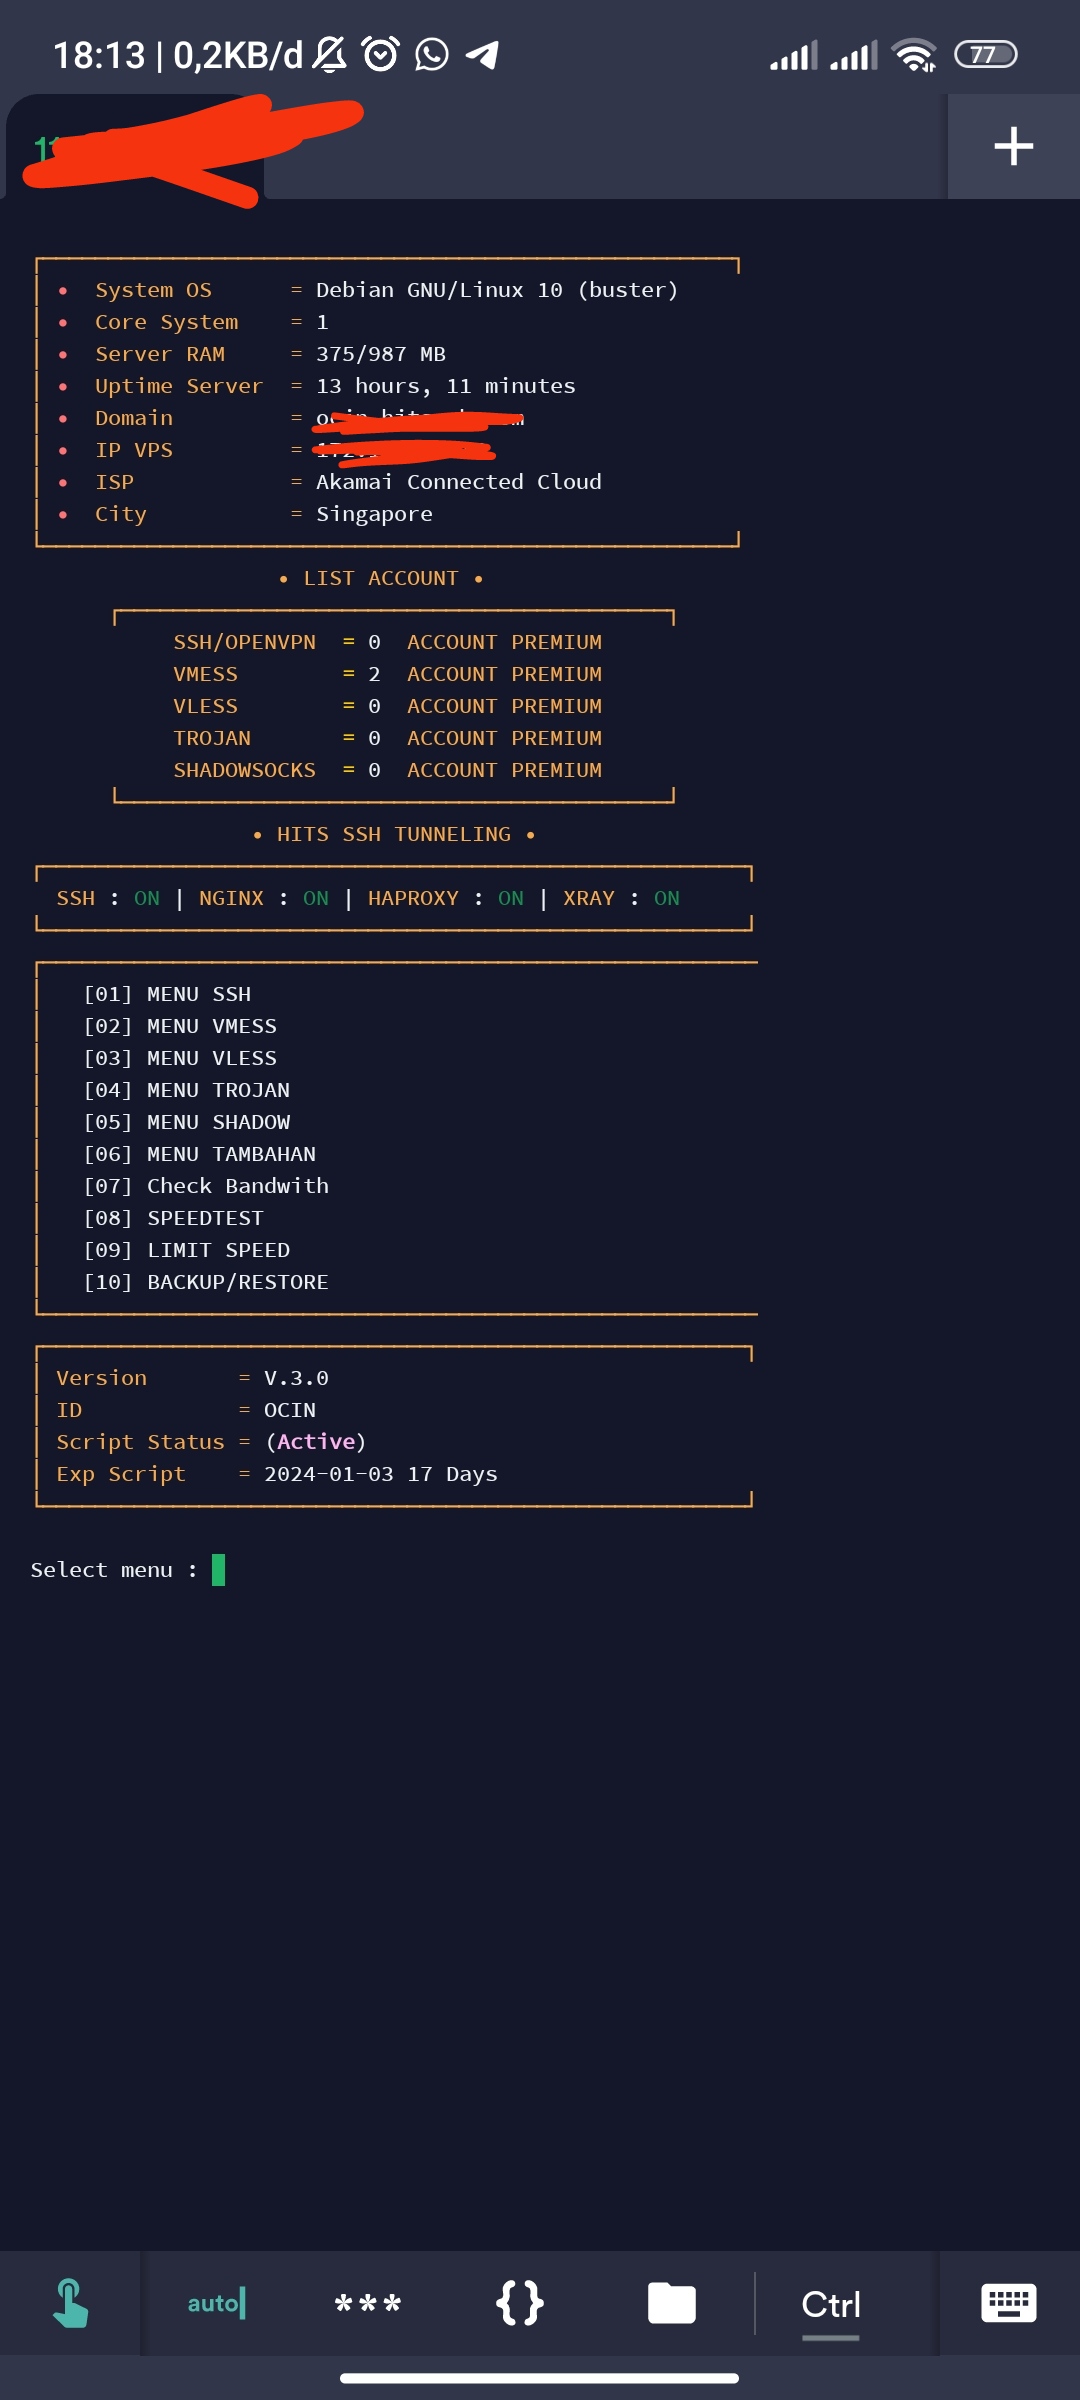 18:13 | 0,2KB/d
77
System OS = Debian GNU/Linux 10 (buster)
Core System = 1
Server RAM = 375/987 MB
Uptime Server = 13 hours, 11 minutes
Domain =
IP VPS =
ISP = Akamai Connected Cloud
City = Singapore
• LIST ACCOUNT •
SSH/OPENVPN = 0 ACCOUNT PREMIUM
VMESS = 2 ACCOUNT PREMIUM
VLESS = 0 ACCOUNT PREMIUM
TROJAN = 0 ACCOUNT PREMIUM
SHADOWSOCKS = 0 ACCOUNT PREMIUM
• HITS SSH TUNNELING •
SSH : ON | NGINX : ON | HAPROXY : ON | XRAY : ON
[01] MENU SSH
[02] MENU VMESS
[03] MENU VLESS
[04] MENU TROJAN
[05] MENU SHADOW
[06] MENU TAMBAHAN
[07] Check Bandwith
[08] SPEEDTEST
[09] LIMIT SPEED
[10] BACKUP/RESTORE
Version = V.3.0
ID = OCIN
Script Status = (Active)
Exp Script = 2024-01-03 17 Days
Select menu :
auto
***
{}
Ctrl